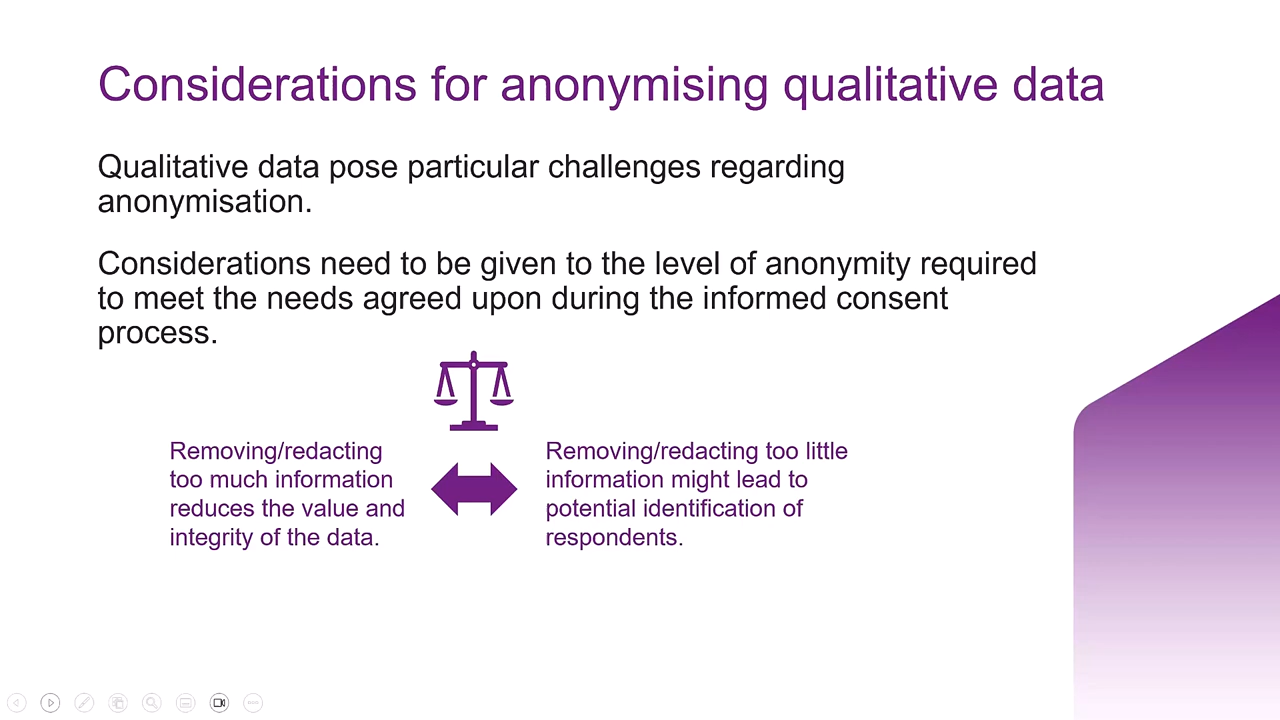 Considerations for anonymising qualitative data
Qualitative data pose particular challenges regarding
anonymisation.
Considerations need to be given to the level of anonymity required
to meet the needs agreed upon during the informed consent
process.
Removing/redacting
too much information
reduces the value and
integrity of the data.
Removing/redacting too little
information might lead to
potential identification of
respondents.